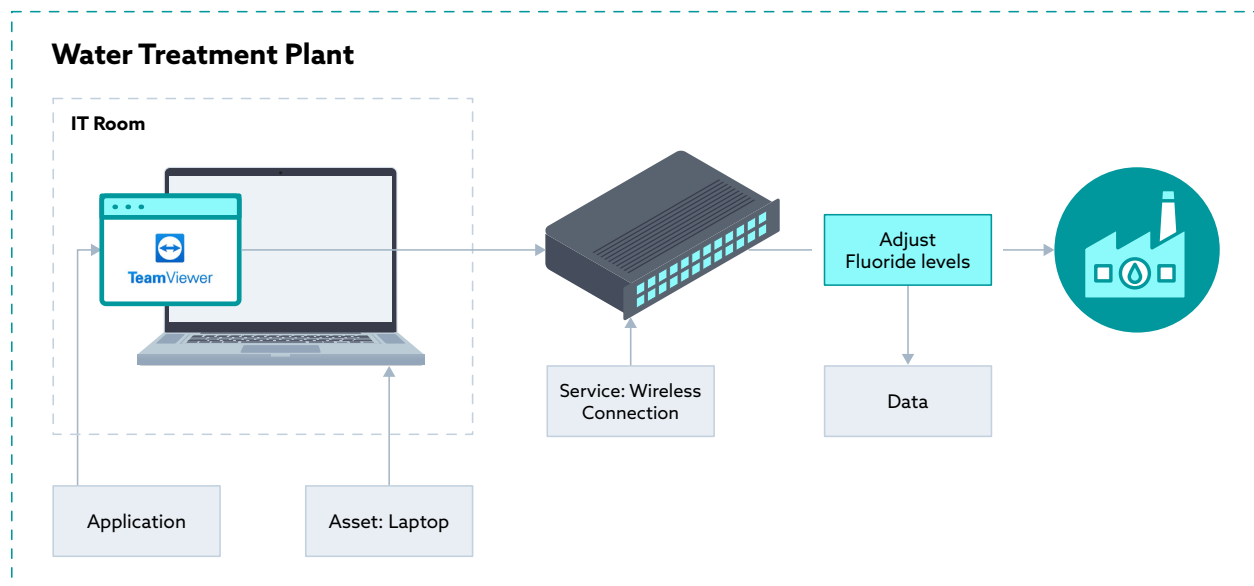 Water Treatment Plant
IT Room
TeamViewer
Adjust
Fluoride levels
Service: Wireless
Connection
Data
Application
Asset: Laptop